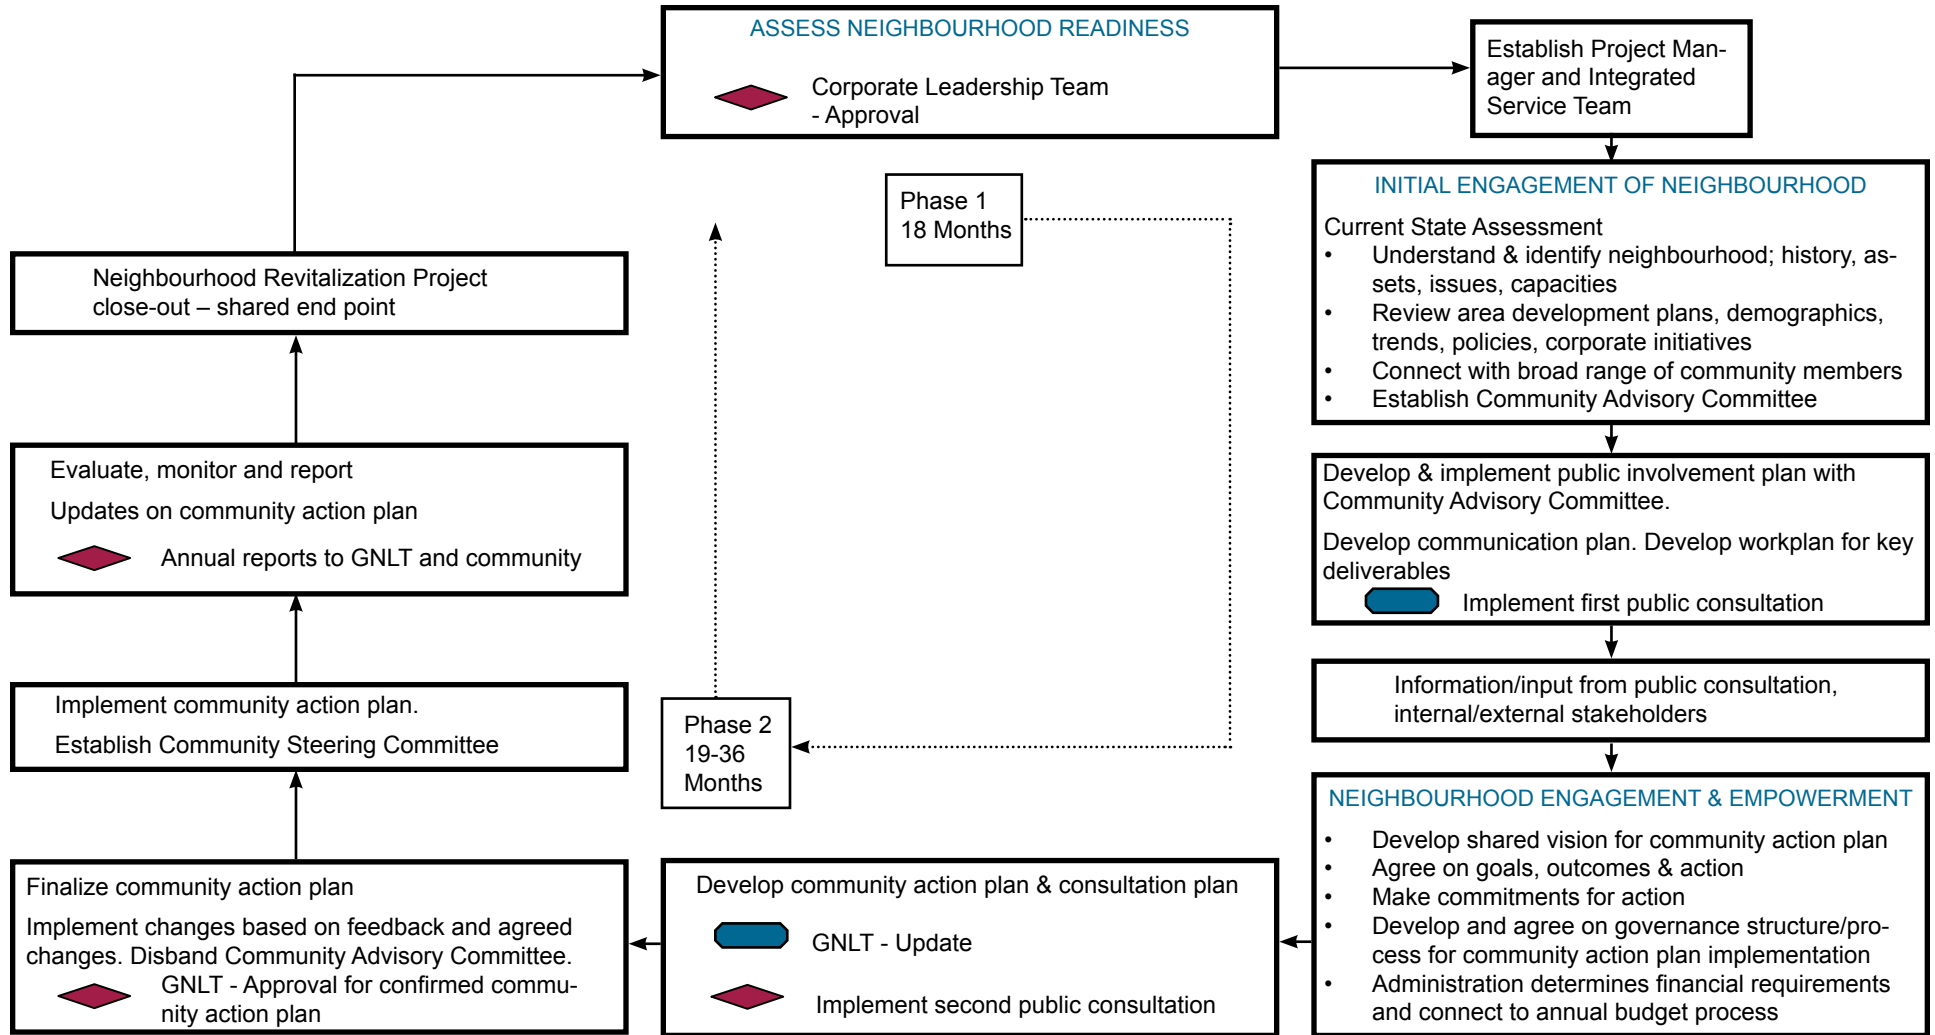 ASSESS NEIGHBOURHOOD READINESS
Corporate Leadership Team
- Approval
Establish Project Man-
ager and Integrated
Service Team
INITIAL ENGAGEMENT OF NEIGHBOURHOOD
Current State Assessment
• Understand & identify neighbourhood; history, as-
sets, issues, capacities
• Review area development plans, demographics,
trends, policies, corporate initiatives
• Connect with broad range of community members
• Establish Community Advisory Committee
Develop & implement public involvement plan with
Community Advisory Committee.
Develop communication plan. Develop workplan for key
deliverables
Implement first public consultation
Information/input from public consultation,
internal/external stakeholders
NEIGHBOURHOOD ENGAGEMENT & EMPOWERMENT
• Develop shared vision for community action plan
• Agree on goals, outcomes & action
• Make commitments for action
• Develop and agree on governance structure/pro-
cess for community action plan implementation
• Administration determines financial requirements
and connect to annual budget process
Develop community action plan & consultation plan
GNLT - Update
Implement second public consultation
Finalize community action plan
Implement changes based on feedback and agreed
changes. Disband Community Advisory Committee.
GNLT - Approval for confirmed commu-
nity action plan
Implement community action plan.
Establish Community Steering Committee
Evaluate, monitor and report
Updates on community action plan
Annual reports to GNLT and community
Neighbourhood Revitalization Project
close-out – shared end point
Phase 1
18 Months
Phase 2
19-36
Months